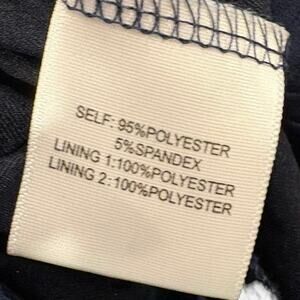 SELF: 95%POLYESTER
5%SPANDEX
LINING 1:100%POLYESTER
LINING 2:100%POLYESTER